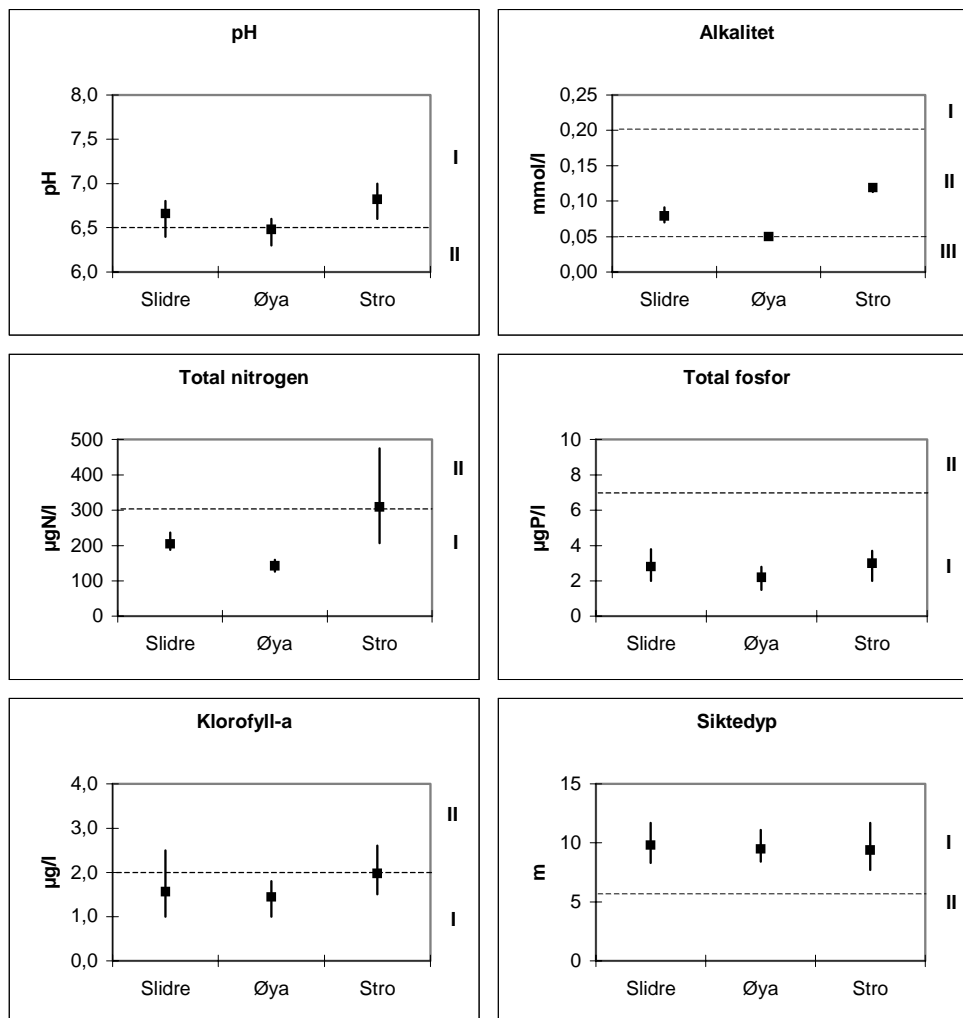 pH
8,0
7,5
7,0
6,5
6,0
pH
I
II
Slidre Øya Stro
Alkalitet
0,25
0,20
0,15
0,10
0,05
0,00
mmol/l
I
II
III
Slidre Øya Stro
Total nitrogen
500
400
300
200
100
0
µgN/l
II
I
Slidre Øya Stro
Total fosfor
10
8
6
4
2
0
µgP/l
II
I
Slidre Øya Stro
Klorofyll-a
4,0
3,0
2,0
1,0
0,0
µg/l
II
I
Slidre Øya Stro
Siktedyp
15
10
5
0
m
I
II
Slidre Øya Stro